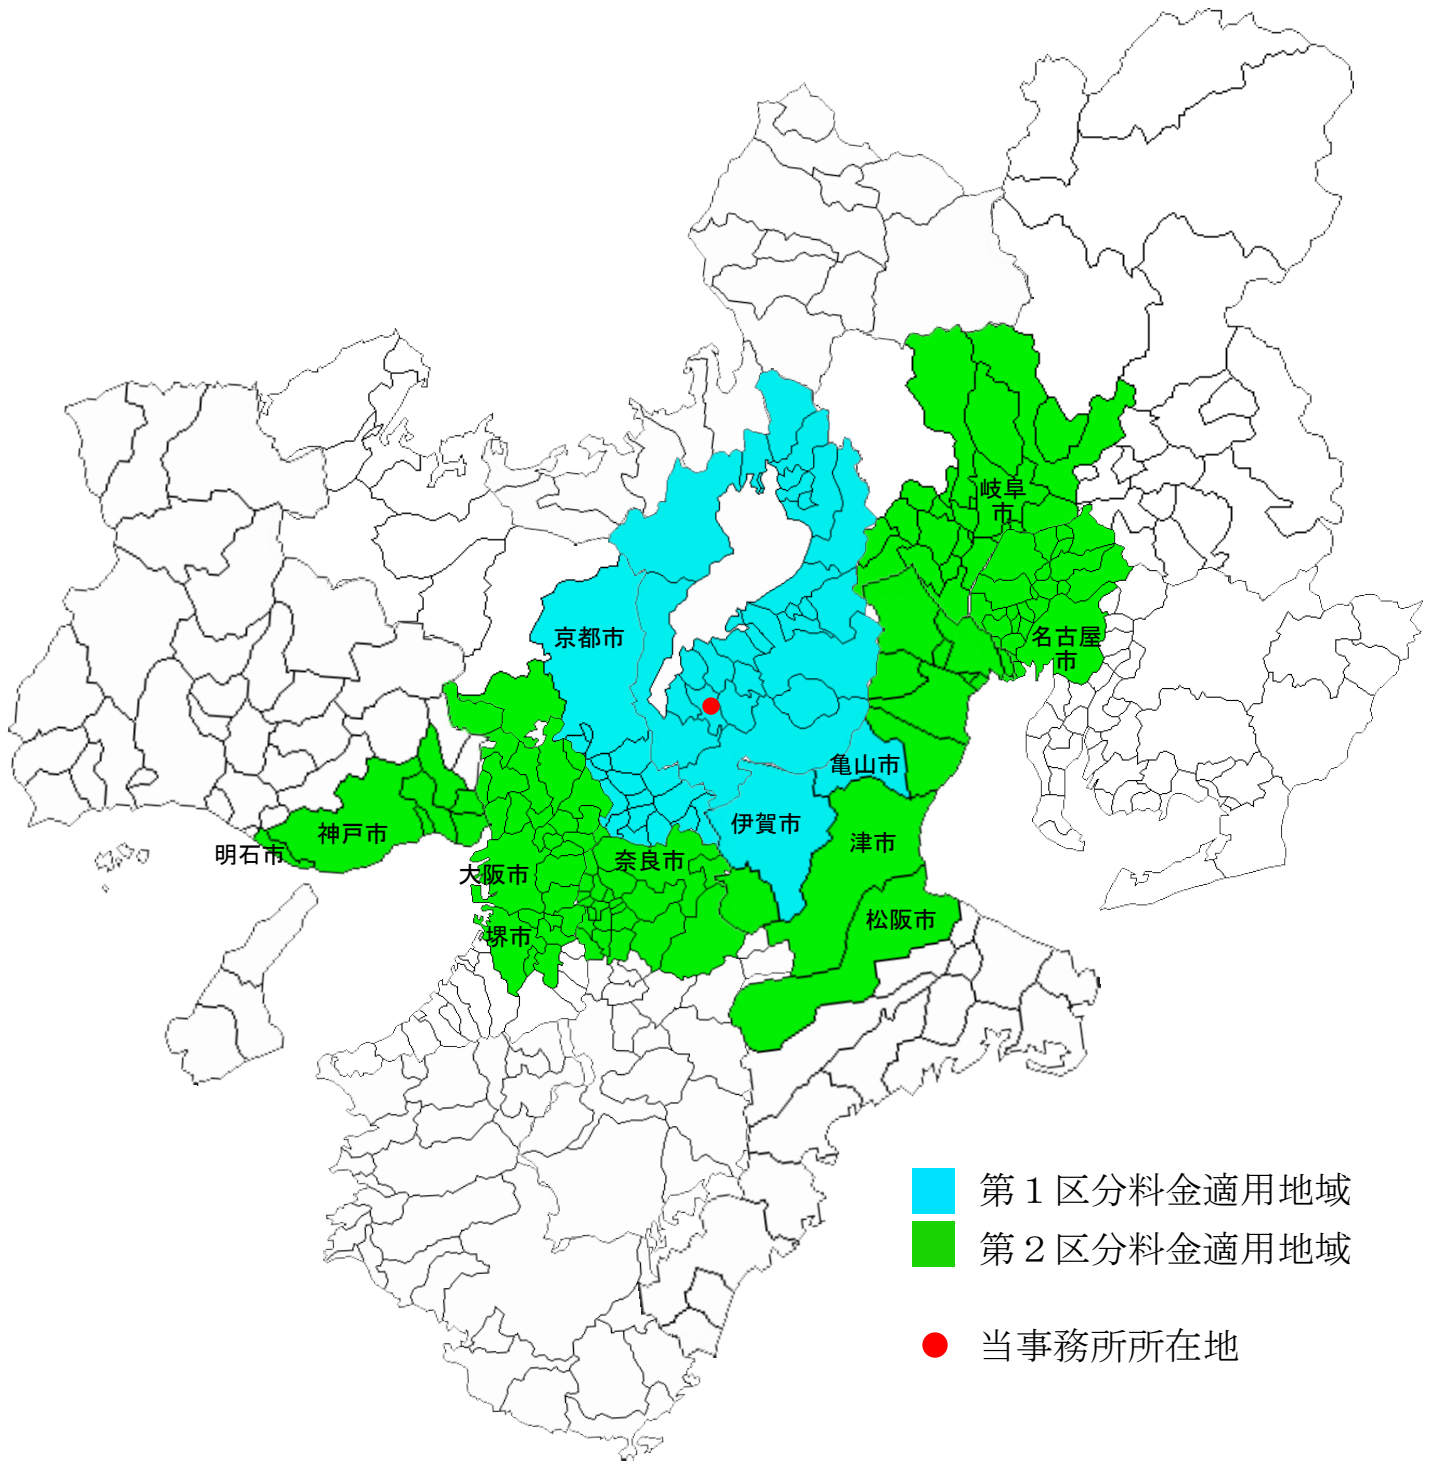 岐阜
市
京都市
名古屋
市
亀山市
神戸市
伊賀市
津市
明石市
大阪市
奈良市
堺市
松阪市
第１区分料金適用地域
第２区分料金適用地域
当事務所所在地